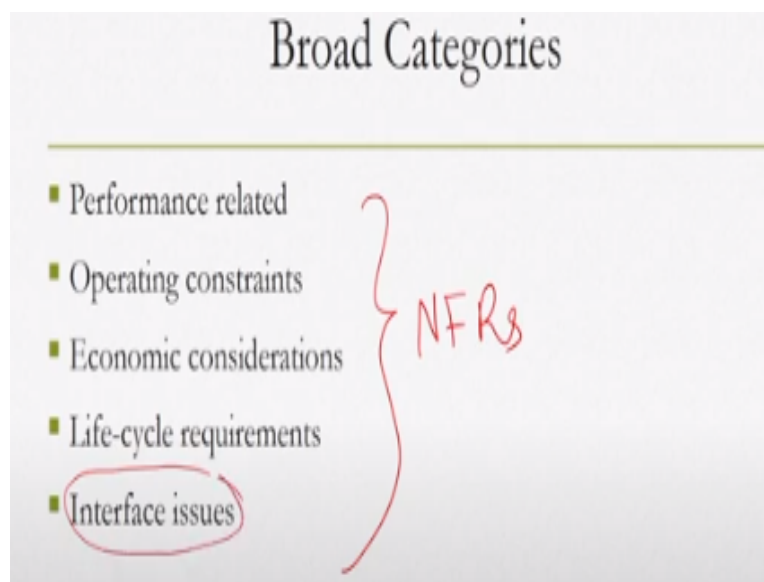 Broad Categories
Performance related
Operating constraints
NFRs
Economic considerations
Life-cycle requirements
Interface issues